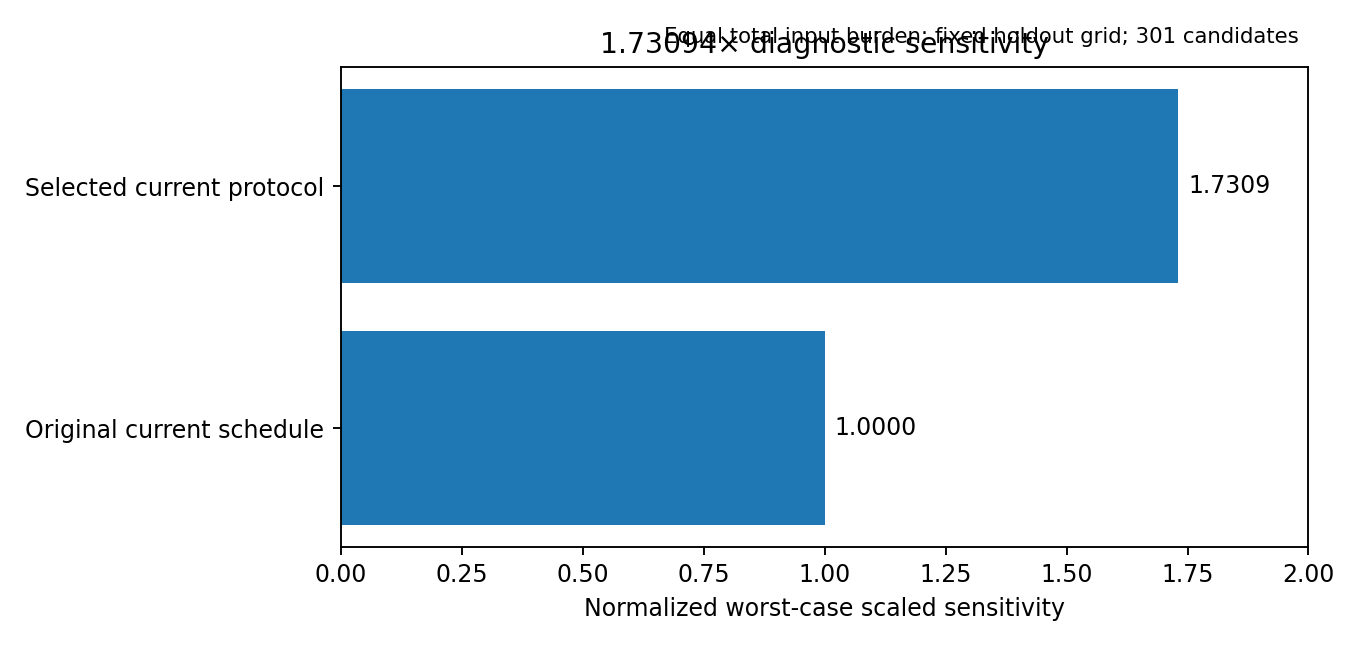 Equal total input burden; fixed holdout grid; 301 candidates
1.73094× diagnostic sensitivity
Selected current protocol
1.7309
Original current schedule
1.0000
0.00 0.25 0.50 0.75 1.00 1.25 1.50 1.75 2.00
Normalized worst-case scaled sensitivity